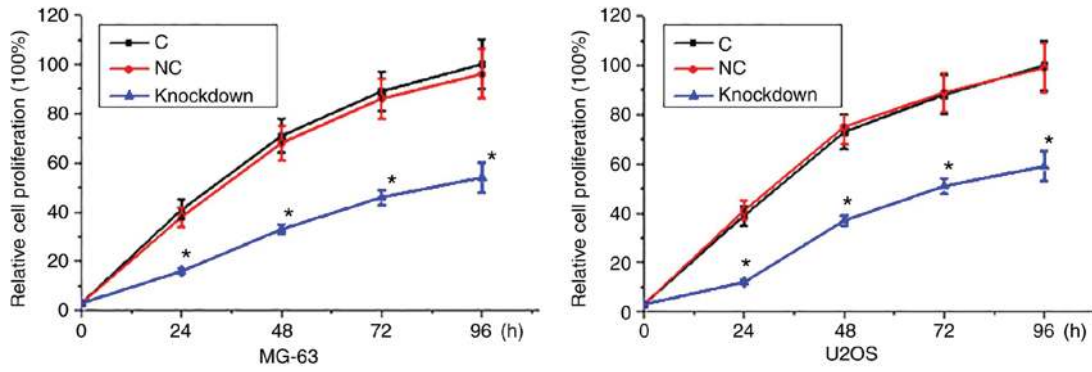 Relative cell proliferation (100%)
120
100
80
60
40
20
0
C
NC
Knockdown
*
*
*
*
0 24 48 72 96 (h)
MG-63
Relative cell proliferation (100%)
120
100
80
60
40
20
0
C
NC
Knockdown
*
*
*
*
0 24 48 72 96 (h)
U2OS